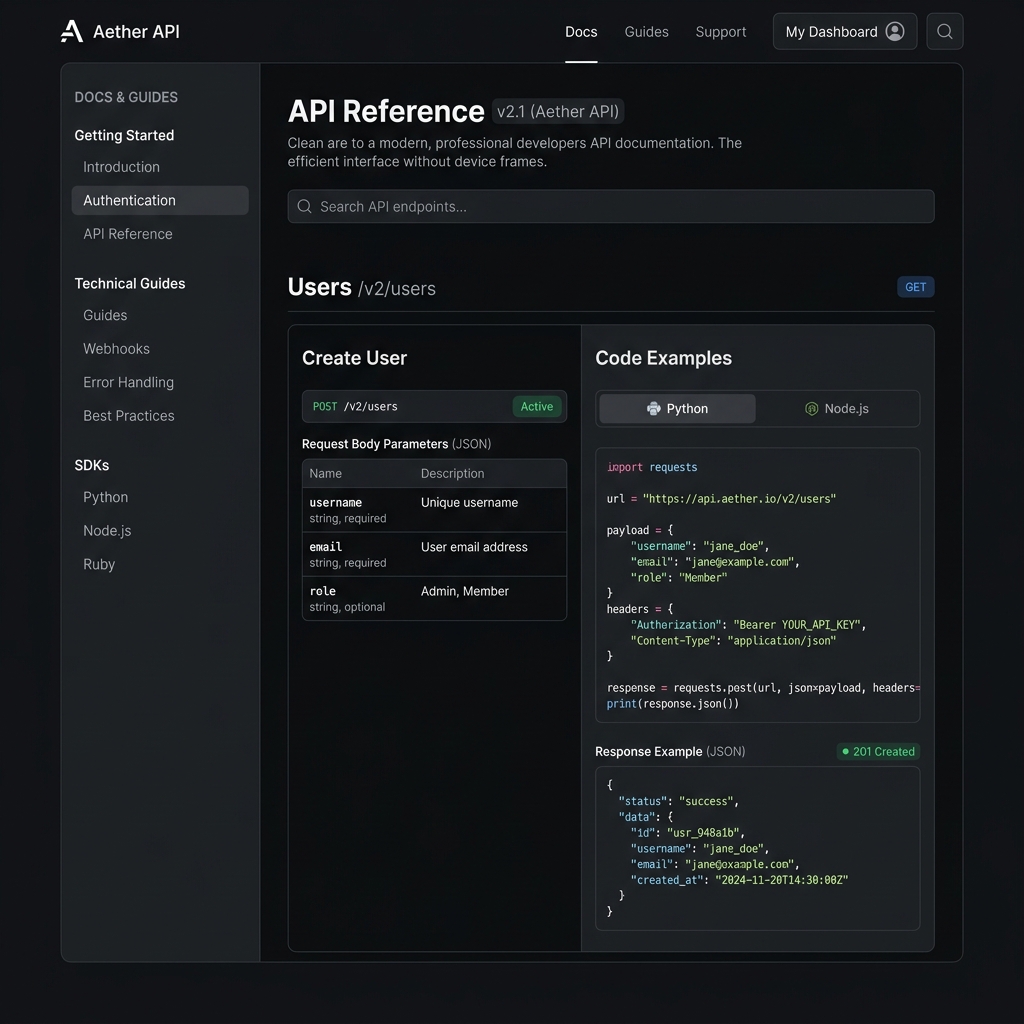 Aether API
Docs
Guides
Support
My Dashboard
DOCS & GUIDES
Getting Started
Introduction
Authentication
API Reference
Technical Guides
Guides
Webhooks
Error Handling
Best Practices
SDKs
Python
Node.js
Ruby
API Reference v2.1 (Aether API)
Clean are to a modern, professional developers API documentation. The
efficient interface without device frames.
Search API endpoints...
Users /v2/users
GET
Create User
POST /v2/users
Active
Request Body Parameters (JSON)
Name Description
username Unique username
string, required
email User email address
string, required
role Admin, Member
string, optional
Code Examples
Python
Node.js
import requests
url = "https://api.aether.io/v2/users"
payload = {
"username": "jane_doe",
"email": "jane@example.com",
"role": "Member"
}
headers = {
"Authorization": "Bearer YOUR_API_KEY",
"Content-Type": "application/json"
}
response = requests.post(url, json×payload, headers=
print(response.json())
Response Example (JSON)
201 Created
{
"status": "success",
"data": {
"id": "usr_948a1b",
"username": "jane_doe",
"email": "jane@example.com",
"created_at": "2024-11-20T14:30:00Z"
}
}